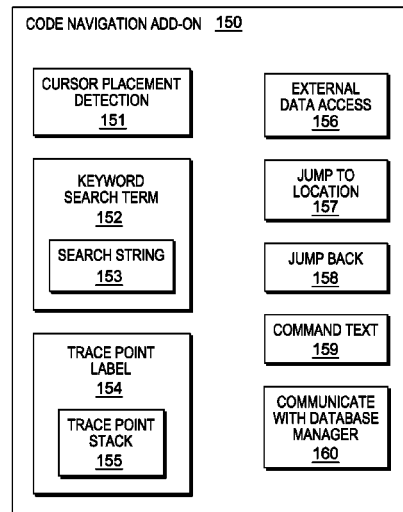 CODE NAVIGATION ADD-ON 150
CURSOR PLACEMENT
DETECTION
151
KEYWORD
SEARCH TERM
152
SEARCH STRING
153
TRACE POINT
LABEL
154
TRACE POINT
STACK
155
EXTERNAL
DATA ACCESS
156
JUMP TO
LOCATION
157
JUMP BACK
158
COMMAND TEXT
159
COMMUNICATE
WITH DATABASE
MANAGER
160